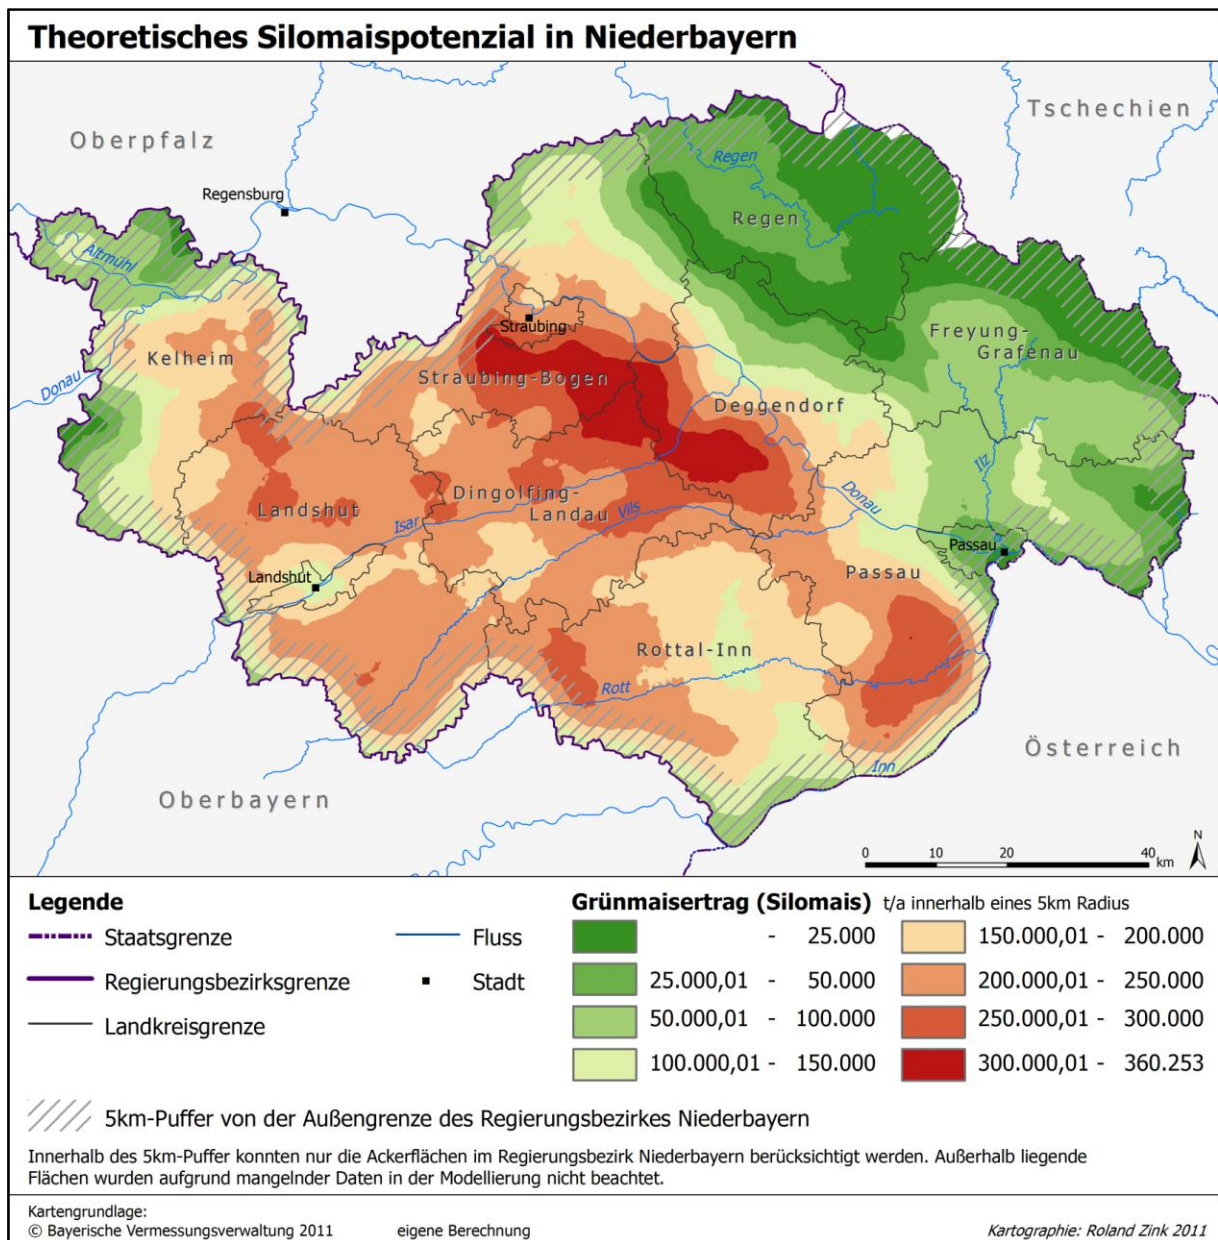 Theoretisches Silomaispotenzial in Niederbayern
Tschechien
Oberpfalz
Regen
Regensburg
Regen
Altmühl
Straubing
Freyung-
Grafenau
Kelheim
Donau
Straubing-Bogen
Deggendorf
Ilz
Dingolfing-
Landau
Landshut
Isar
Vils
Donau
Passau
Passau
Landshut
Rottal-Inn
Rott
Österreich
Inn
Oberbayern
N
0 10 20 40
km
Legende
Staatsgrenze
Regierungsbezirksgrenze
Landkreisgrenze
Fluss
Stadt
Grünmaisertrag (Silomais) t/a innerhalb eines 5km Radius
- 25.000
25.000,01 - 50.000
50.000,01 - 100.000
100.000,01 - 150.000
150.000,01 - 200.000
200.000,01 - 250.000
250.000,01 - 300.000
300.000,01 - 360.253
5km-Puffer von der Außengrenze des Regierungsbezirkes Niederbayern
Innerhalb des 5km-Puffer konnten nur die Ackerflächen im Regierungsbezirk Niederbayern berücksichtigt werden. Außerhalb liegende
Flächen wurden aufgrund mangelnder Daten in der Modellierung nicht beachtet.
Kartengrundlage:
© Bayerische Vermessungsverwaltung 2011 eigene Berechnung Kartographie: Roland Zink 2011